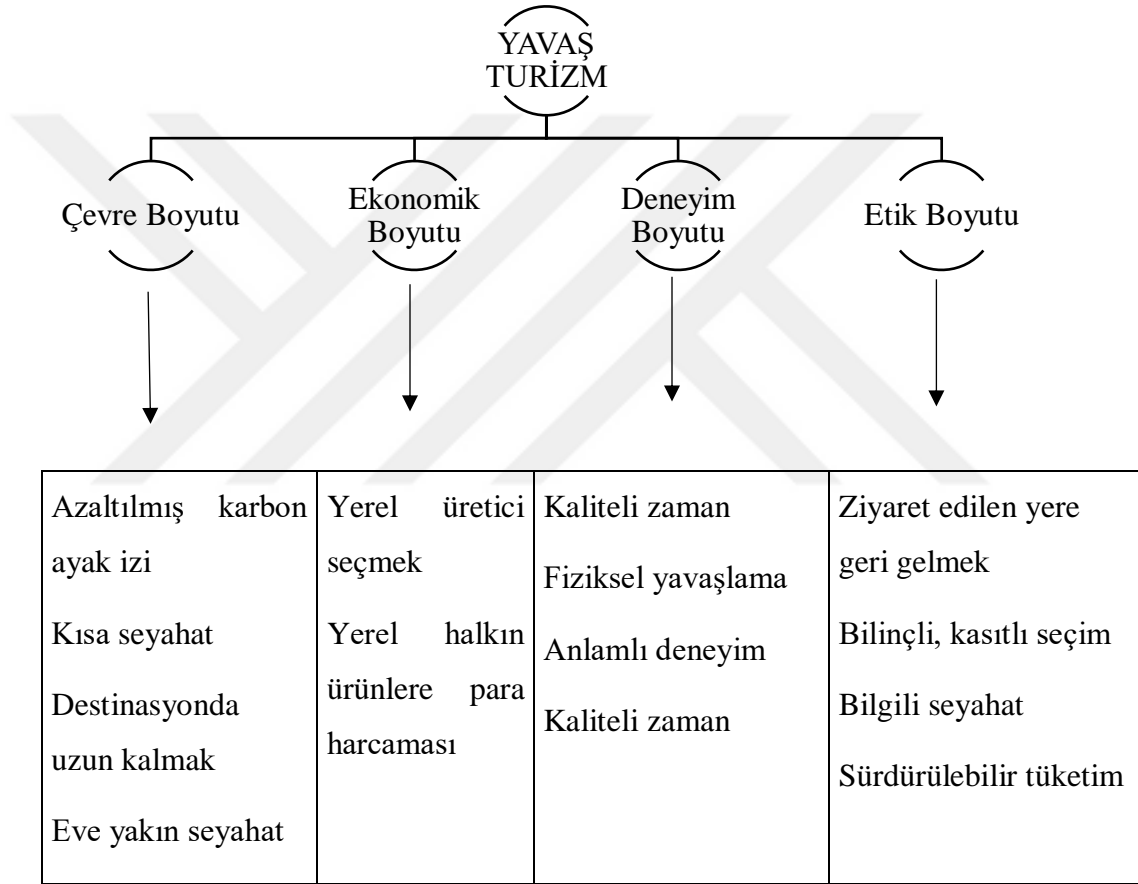 YAVAŞ
TURİZM
Çevre Boyutu
Ekonomik
Boyutu
Deneyim
Boyutu
Etik Boyutu
Azaltılmış karbon
ayak izi
Kısa seyahat
Destinasyonda
uzun kalmak
Eve yakın seyahat
Yerel üretici
seçmek
Yerel halkın
ürünlere para
harcaması
Kaliteli zaman
Fiziksel yavaşlama
Anlamlı deneyim
Kaliteli zaman
Ziyaret edilen yere
geri gelmek
Bilinçli, kasıtlı seçim
Bilgili seyahat
Sürdürülebilir tüketim